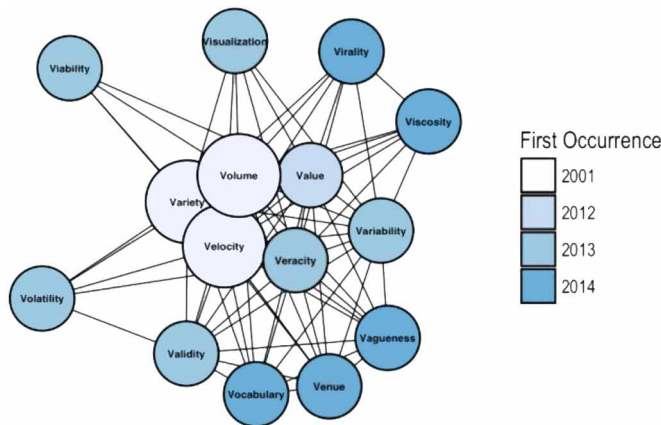 Visualization
Virality
Viability
Viscosity
Volume
Value
Variety
Variability
Velocity
Veracity
Volatility
Validity
Vagueness
Vocabulary
Venue
First Occurrence
2001
2012
2013
2014